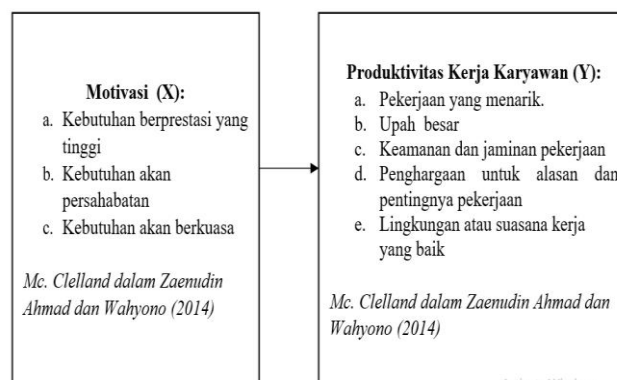 Motivasi (X):
a. Kebutuhan berprestasi yang
tinggi
b. Kebutuhan akan
persahabatan
c. Kebutuhan akan berkuasa
Mc. Clelland dalam Zaenudin
Ahmad dan Wahyono (2014)
Produktivitas Kerja Karyawan (Y):
a. Pekerjaan yang menarik.
b. Upah besar
c. Keamanan dan jaminan pekerjaan
d. Penghargaan untuk alasan dan
pentingnya pekerjaan
e. Lingkungan atau suasana kerja
yang baik
Mc. Clelland dalam Zaenudin Ahmad dan
Wahyono (2014)